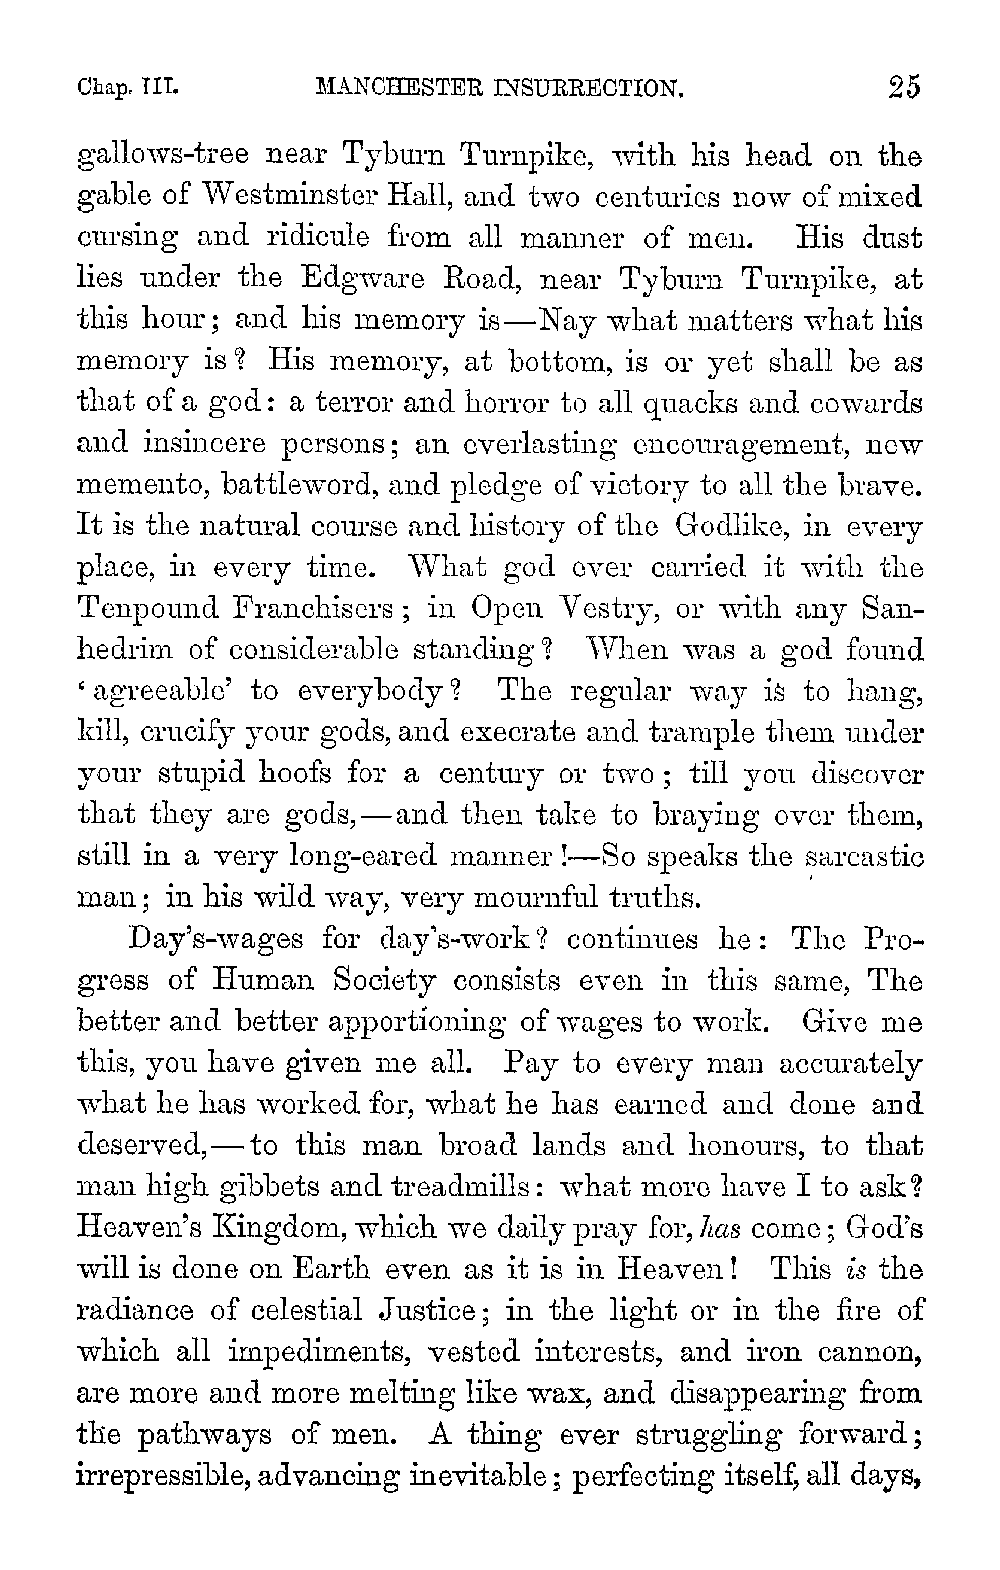 Chap. III. MANCHESTER INSURRECTION. 25
gallows-tree near Tyburn Turnpike, with his head on the
gable of Westminster Hall, and two centuries now of mixed
cursing and ridicule from all manner of men. His dust
lies under the Edgware Road, near Tyburn Turnpike, at
this hour; and his memory is—Nay what matters what his
memory is? His memory, at bottom, is or yet shall be as
that of a god: a terror and horror to all quacks and cowards
and insincere persons; an everlasting encouragement, new
memento, battleword, and pledge of victory to all the brave.
It is the natural course and history of the Godlike, in every
place, in every time. What god ever carried it with the
Tenpound Franchisers; in Open Vestry, or with any San-
hedrim of considerable standing? When was a god found
‘agreeable’ to everybody? The regular way is to hang,
kill, crucify your gods, and execrate and trample them under
your stupid hoofs for a century or two; till you discover
that they are gods,—and then take to braying over them,
still in a very long-eared manner!—So speaks the sarcastic
man; in his wild way, very mournful truths.
Day’s-wages for day’s-work? continues he: The Pro-
gress of Human Society consists even in this same, The
better and better apportioning of wages to work. Give me
this, you have given me all. Pay to every man accurately
what he has worked for, what he has earned and done and
deserved,—to this man broad lands and honours, to that
man high gibbets and treadmills: what more have I to ask?
Heaven’s Kingdom, which we daily pray for, has come; God’s
will is done on Earth even as it is in Heaven! This is the
radiance of celestial Justice; in the light or in the fire of
which all impediments, vested interests, and iron cannon,
are more and more melting like wax, and disappearing from
the pathways of men. A thing ever struggling forward;
irrepressible, advancing inevitable; perfecting itself, all days,